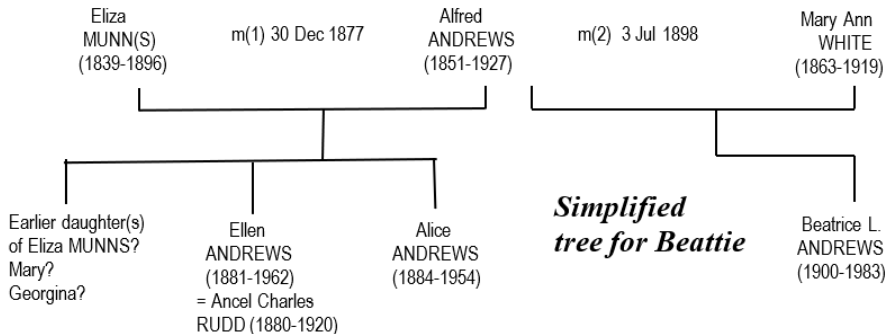 Eliza
MUNN(S)
(1839-1896)
m(1) 30 Dec 1877
Alfred
ANDREWS
(1851-1927)
m(2) 3 Jul 1898
Mary Ann
WHITE
(1863-1919)
Earlier daughter(s)
of Eliza MUNNS?
Mary?
Georgina?
Ellen
ANDREWS
(1881-1962)
= Ancel Charles
RUDD (1880-1920)
Alice
ANDREWS
(1884-1954)
Simplified
tree for Beattie
Beatrice L.
ANDREWS
(1900-1983)